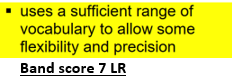 ▪ uses a sufficient range of
vocabulary to allow some
flexibility and precision
Band score 7 LR